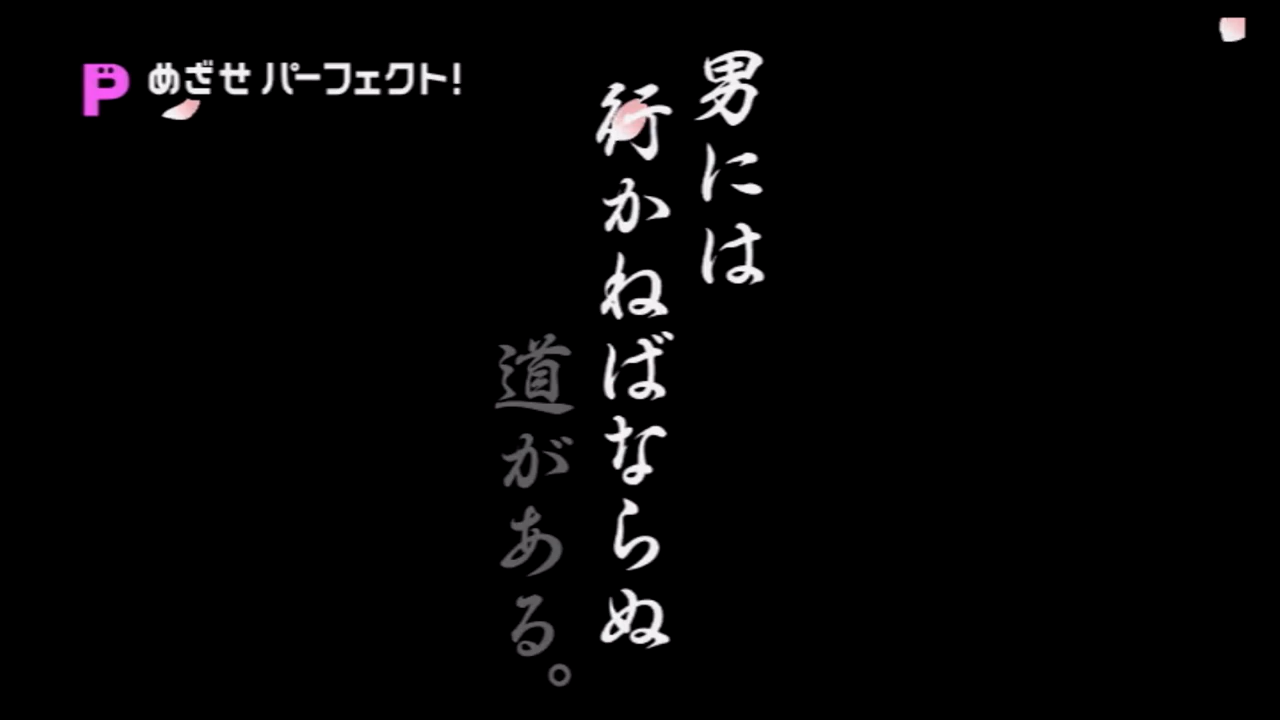 めざせ パーフェクト!
男には
行かねばならぬ
道がある。